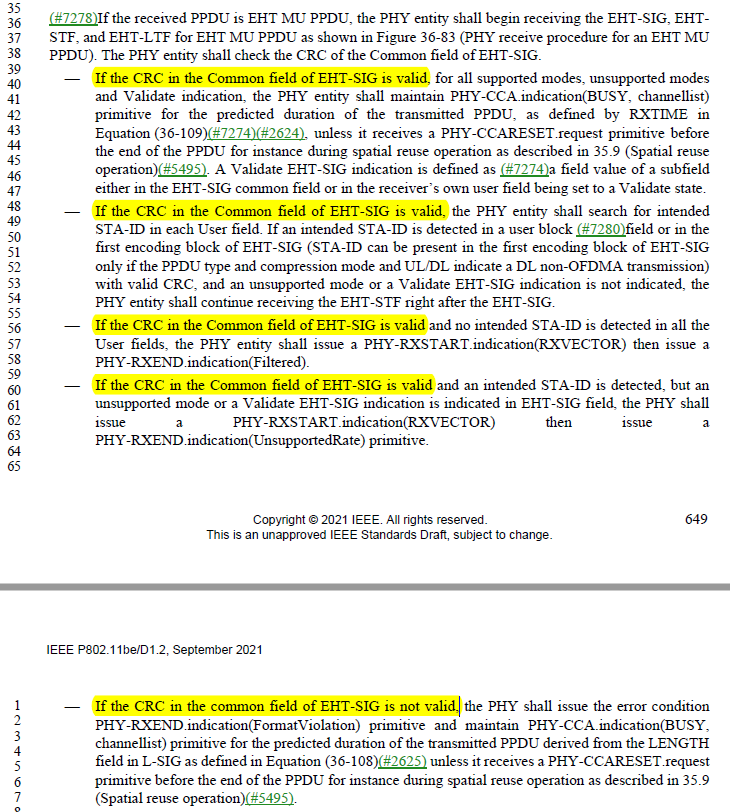 35
36 (#7278)If the received PPDU is EHT MU PPDU, the PHY entity shall begin receiving the EHT-SIG, EHT-
37 STF, and EHT-LTF for EHT MU PPDU as shown in Figure 36-83 (PHY receive procedure for an EHT MU
38 PPDU). The PHY entity shall check the CRC of the Common field of EHT-SIG.
39
40 — If the CRC in the Common field of EHT-SIG is valid, for all supported modes, unsupported modes
41 and Validate indication, the PHY entity shall maintain PHY-CCA.indication(BUSY, channellist)
42 primitive for the predicted duration of the transmitted PPDU, as defined by RXTIME in
43 Equation (36-109)(#7274)(#2624), unless it receives a PHY-CCARESET.request primitive before
44 the end of the PPDU for instance during spatial reuse operation as described in 35.9 (Spatial reuse
45 operation)(#5495). A Validate EHT-SIG indication is defined as (#7274)a field value of a subfield
46 either in the EHT-SIG common field or in the receiver's own user field being set to a Validate state.
47
48 — If the CRC in the Common field of EHT-SIG is valid, the PHY entity shall search for intended
49 STA-ID in each User field. If an intended STA-ID is detected in a user block (#7280)field or in the
50 first encoding block of EHT-SIG (STA-ID can be present in the first encoding block of EHT-SIG
51 only if the PPDU type and compression mode and UL/DL indicate a DL non-OFDMA transmission)
52 with valid CRC, and an unsupported mode or a Validate EHT-SIG indication is not indicated, the
53 PHY entity shall continue receiving the EHT-STF right after the EHT-SIG.
54
55
56 — If the CRC in the Common field of EHT-SIG is valid and no intended STA-ID is detected in all the
57 User fields, the PHY entity shall issue a PHY-RXSTART.indication(RXVECTOR) then issue a
58 PHY-RXEND.indication(Filtered).
59
60 — If the CRC in the Common field of EHT-SIG is valid and an intended STA-ID is detected, but an
61 unsupported mode or a Validate EHT-SIG indication is indicated in EHT-SIG field, the PHY shall
62 issue a PHY-RXSTART.indication(RXVECTOR) then issue a
63 PHY-RXEND.indication(UnsupportedRate) primitive.
64
65
Copyright © 2021 IEEE. All rights reserved. 649
This is an unapproved IEEE Standards Draft, subject to change.
IEEE P802.11be/D1.2, September 2021
1 — If the CRC in the common field of EHT-SIG is not valid, the PHY shall issue the error condition
2 PHY-RXEND.indication(FormatViolation) primitive and maintain PHY-CCA.indication(BUSY,
3 channellist) primitive for the predicted duration of the transmitted PPDU derived from the LENGTH
4 field in L-SIG as defined in Equation (36-108)(#2625) unless it receives a PHY-CCARESET.request
5
6 primitive before the end of the PPDU for instance during spatial reuse operation as described in 35.9
7 (Spatial reuse operation)(#5495).